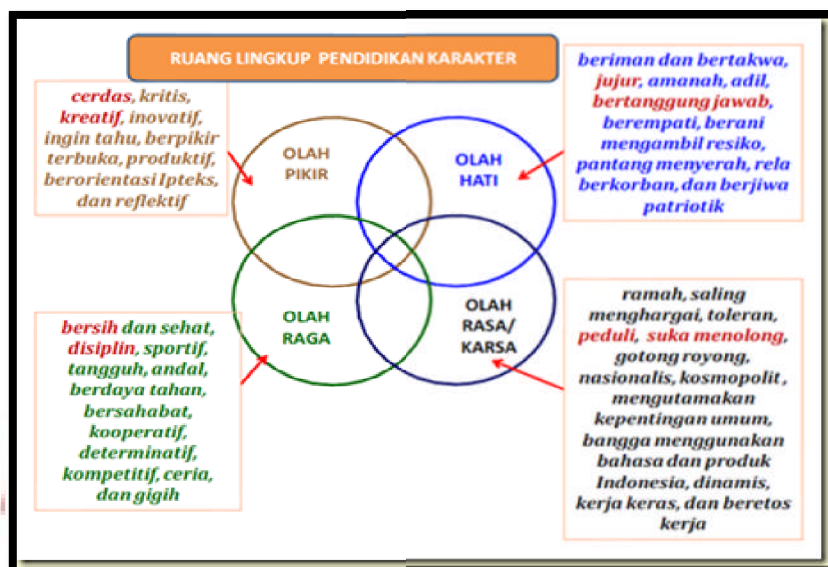 RUANG LINGKUP PENDIDIKAN KARAKTER
cerdas, kritis,
kreatif, inovatif,
ingin tahu, berpikir
terbuka, produktif,
berorientasi Ipteks,
dan reflektif
OLAH
PIKIR
OLAH
HATI
beriman dan bertakwa,
jujur, amanah, adil,
bertanggung jawab,
berempati, berani
mengambil resiko,
pantang menyerah, rela
berkorban, dan berjiwa
patriotik
bersih dan sehat,
disiplin, sportif,
tangguh, andal,
berdaya tahan,
bersahabat,
kooperatif,
determinatif,
kompetitif, ceria,
dan gigih
OLAH
RAGA
OLAH
RASA/
KARSA
ramah, saling
menghargai, toleran,
peduli, suka menolong,
gotong royong,
nasionalis, kosmopolit ,
mengutamakan
kepentingan umum,
bangga menggunakan
bahasa dan produk
Indonesia, dinamis,
kerja keras, dan beretos
kerja